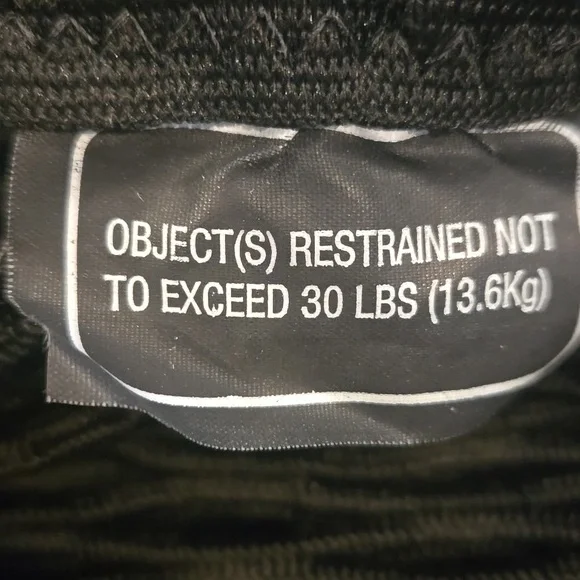 OBJECT(S) RESTRAINED NOT
TO EXCEED 30 LBS (13.6Kg)